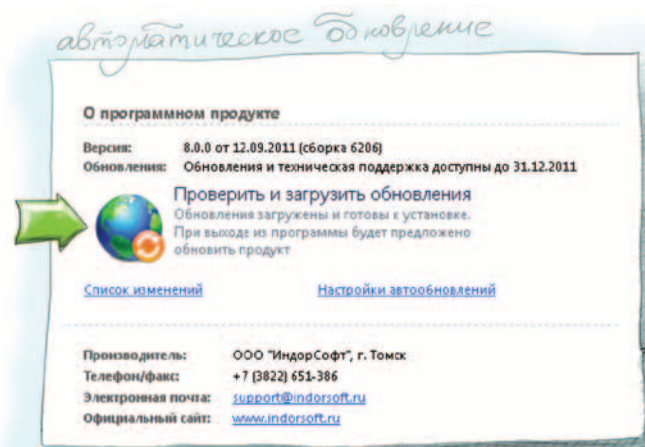 автоматическое обновление
О программном продукте
Версия: 8.0.0 от 12.09.2011 (сборка 6206)
Обновления: Обновления и техническая поддержка доступны до 31.12.2011
Проверить и загрузить обновления
Обновления загружены и готовы к установке.
При выходе из программы будет предложено
обновить продукт
Список изменений Настройки автообновлений
Производитель: ООО "ИндорСофт", г. Томск
Телефон/факс: +7 (3822) 651-386
Электронная почта: support@indorsoft.ru
Официальный сайт: www.indorsoft.ru